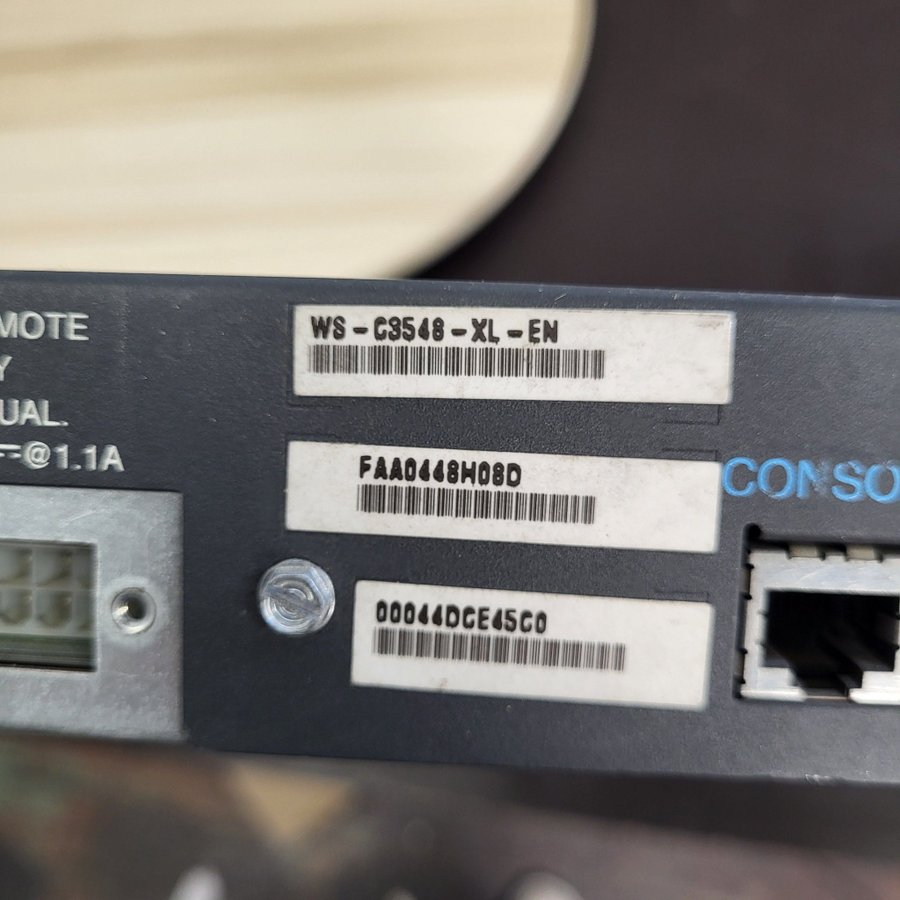 MOTE
Y
UAL.
⎓@1.1A
WS-C3548-XL-EN
FAA0448H08D
00044DCE45C0
CONSO